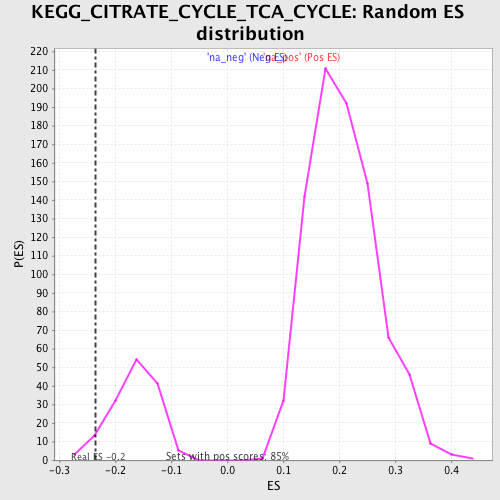 KEGG_CITRATE_CYCLE_TCA_CYCLE: Random ES
distribution
'na_neg' (Neg ES)
'na_pos' (Pos ES)
220
210
200
190
180
170
160
150
140
130
120
110
100
90
80
70
60
50
40
30
20
10
0
P(ES)
Real ES -0.2
Sets with pos scores: 85%
-0.3 -0.2 -0.1 0.0 0.1 0.2 0.3 0.4
ES